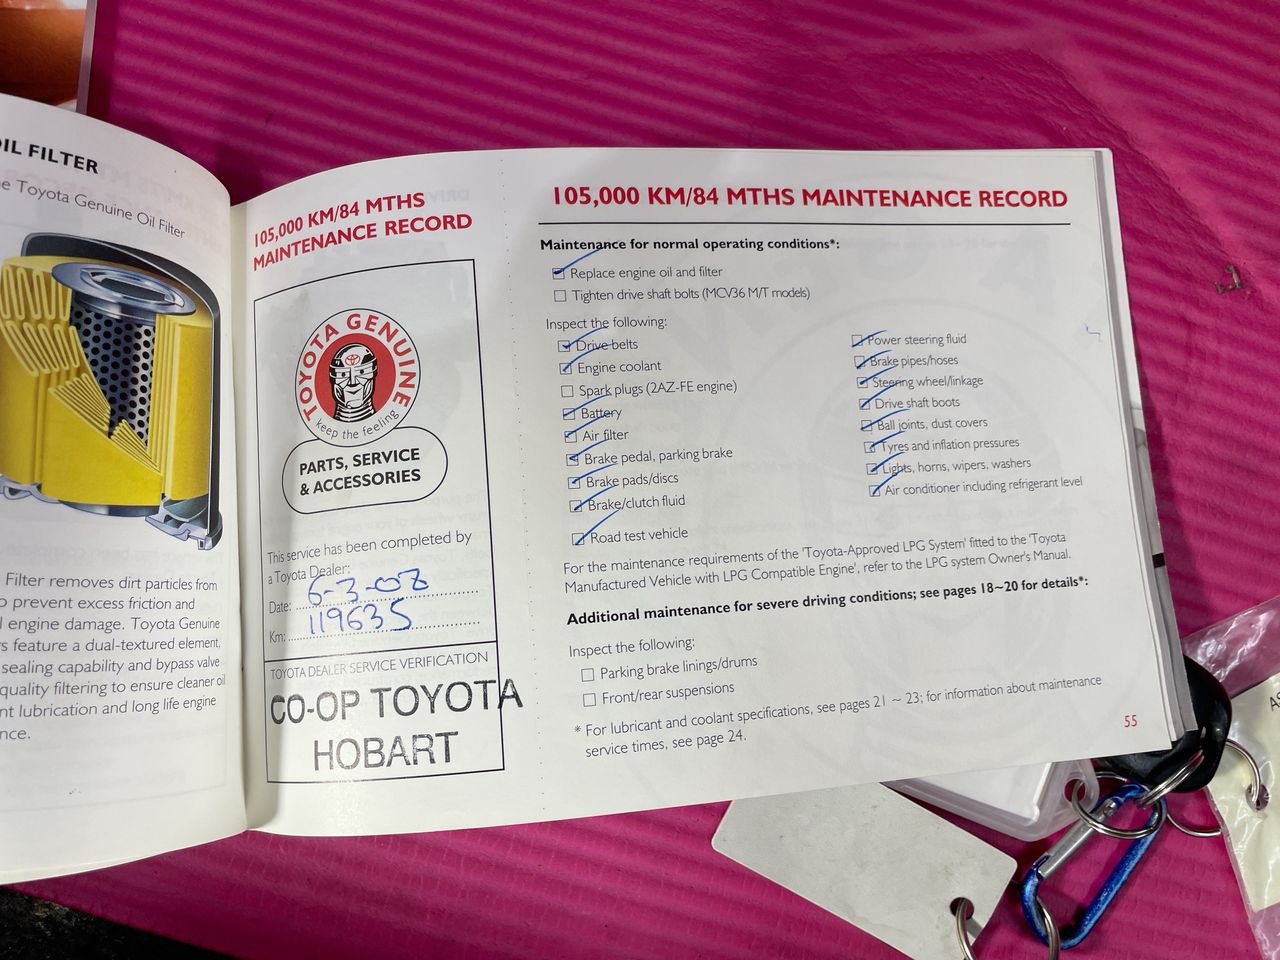 OIL FILTER
e Toyota Genuine Oil Filter
Filter removes dirt particles from
o prevent excess friction and
l engine damage. Toyota Genuine
rs feature a dual-textured element,
sealing capability and bypass valve
quality filtering to ensure cleaner oil
nt lubrication and long life engine
nce.
105,000 KM/84 MTHS
MAINTENANCE RECORD
TOYOTA GENUINE
keep the feeling
PARTS, SERVICE
& ACCESSORIES
This service has been completed by
a Toyota Dealer:
Date: 6-3-02
Km: 119635
TOYOTA DEALER SERVICE VERIFICATION
CO-OP TOYOTA
HOBART
105,000 KM/84 MTHS MAINTENANCE RECORD
Maintenance for normal operating conditions*:
Replace engine oil and filter
Tighten drive shaft bolts (MCV36 M/T models)
Inspect the following:
Drive belts
Engine coolant
Spark plugs (2AZ-FE engine)
Battery
Air filter
Brake pedal, parking brake
Brake pads/discs
Brake/clutch fluid
Road test vehicle
Power steering fluid
Brake pipes/hoses
Steering wheel/linkage
Drive shaft boots
Ball joints, dust covers
Tyres and inflation pressures
Lights, horns, wipers, washers
Air conditioner including refrigerant level
For the maintenance requirements of the 'Toyota-Approved LPG System' fitted to the 'Toyota
Manufactured Vehicle with LPG Compatible Engine', refer to the LPG system Owner's Manual.
Additional maintenance for severe driving conditions; see pages 18~20 for details*:
Inspect the following:
Parking brake linings/drums
Front/rear suspensions
* For lubricant and coolant specifications, see pages 21 ~ 23; for information about maintenance
service times, see page 24.
55